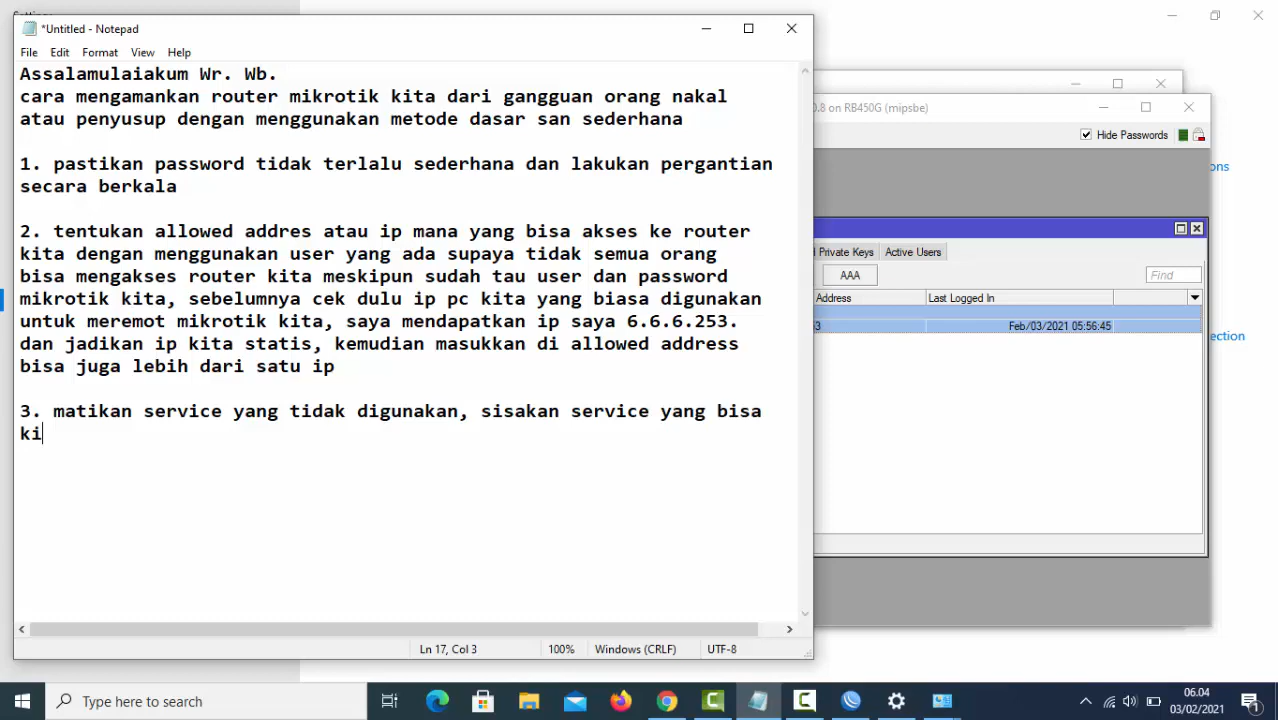 Settings
*Untitled - Notepad
File Edit Format View Help
Assalamulaiakum Wr. Wb.
cara mengamankan router mikrotik kita dari gangguan orang nakal
atau penyusup dengan menggunakan metode dasar san sederhana
1. pastikan password tidak terlalu sederhana dan lakukan pergantian
secara berkala
2. tentukan allowed addres atau ip mana yang bisa akses ke router
kita dengan menggunakan user yang ada supaya tidak semua orang
bisa mengakses router kita meskipun sudah tau user dan password
mikrotik kita, sebelumnya cek dulu ip pc kita yang biasa digunakan
untuk meremot mikrotik kita, saya mendapatkan ip saya 6.6.6.253.
dan jadikan ip kita statis, kemudian masukkan di allowed address
bisa juga lebih dari satu ip
3. matikan service yang tidak digunakan, sisakan service yang bisa
ki
Ln 17, Col 3 100% Windows (CRLF) UTF-8
0.8 on RB450G (mipsbe)
Hide Passwords
ons
Private Keys Active Users
AAA Find
Address Last Logged In
3 Feb/03/2021 05:56:45
ection
Type here to search
06.04
03/02/2021
1